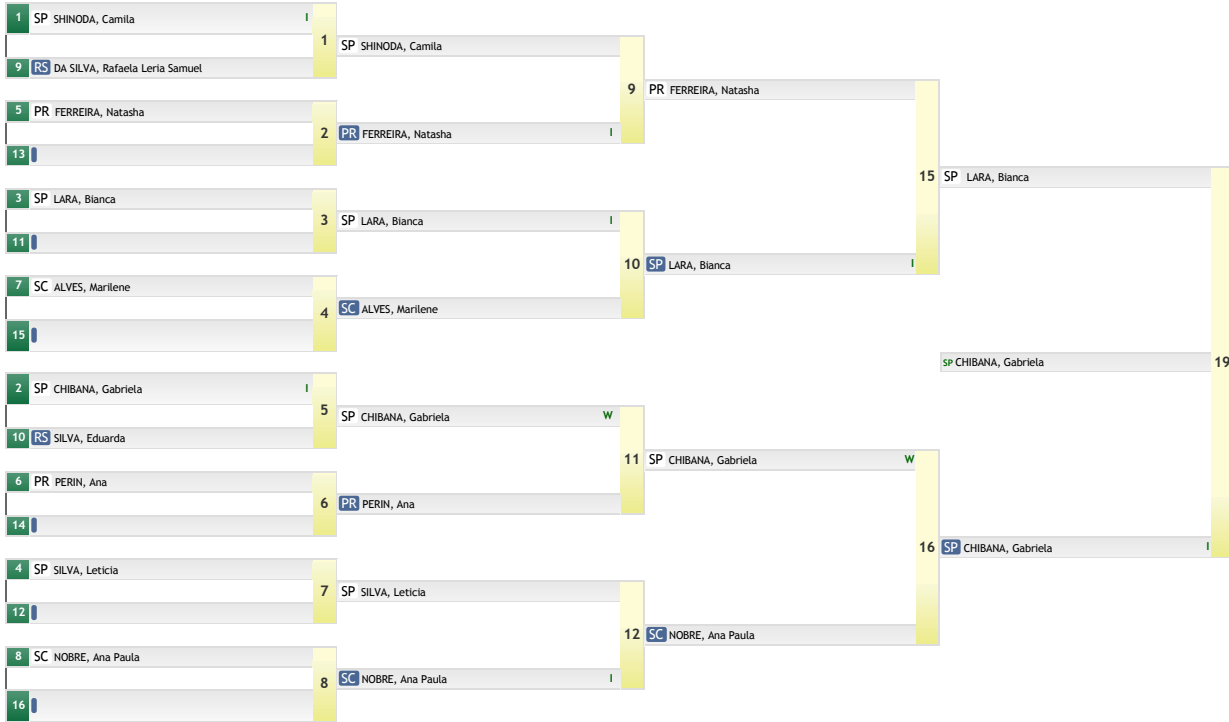 1 SP SHINODA, Camila I
9 RS DA SILVA, Rafaela Leria Samuel
1
5 PR FERREIRA, Natasha
13
2
3 SP LARA, Bianca
11
3
7 SC ALVES, Marilene
15
4
2 SP CHIBANA, Gabriela I
10 RS SILVA, Eduarda
5
6 PR PERIN, Ana
14
6
4 SP SILVA, Leticia
12
7
8 SC NOBRE, Ana Paula
16
8
SP SHINODA, Camila
PR FERREIRA, Natasha I
9
SP LARA, Bianca I
SC ALVES, Marilene
10
SP CHIBANA, Gabriela W
PR PERIN, Ana
11
SP SILVA, Leticia
SC NOBRE, Ana Paula I
12
PR FERREIRA, Natasha
SP LARA, Bianca I
15
SP CHIBANA, Gabriela W
SC NOBRE, Ana Paula
16
SP LARA, Bianca
SP CHIBANA, Gabriela
19
SP CHIBANA, Gabriela I